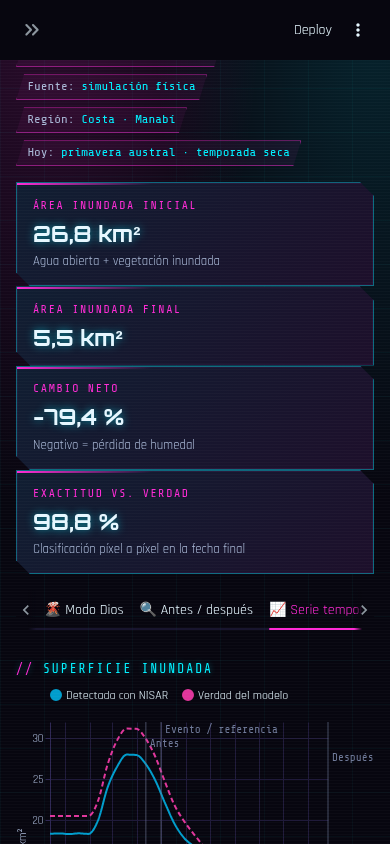 Deploy
Fuente: simulación física
Región: Costa · Manabí
Hoy: primavera austral · temporada seca
ÁREA INUNDADA INICIAL
26,8 km²
Agua abierta + vegetación inundada
ÁREA INUNDADA FINAL
5,5 km²
CAMBIO NETO
-79,4 %
Negativo = pérdida de humedal
EXACTITUD VS. VERDAD
98,8 %
Clasificación píxel a píxel en la fecha final
Modo Dios
Antes / después
Serie tempo
// SUPERFICIE INUNDADA
Detectada con NISAR
Verdad del modelo
Evento / referencia
Antes
Después
30
25
20
km²